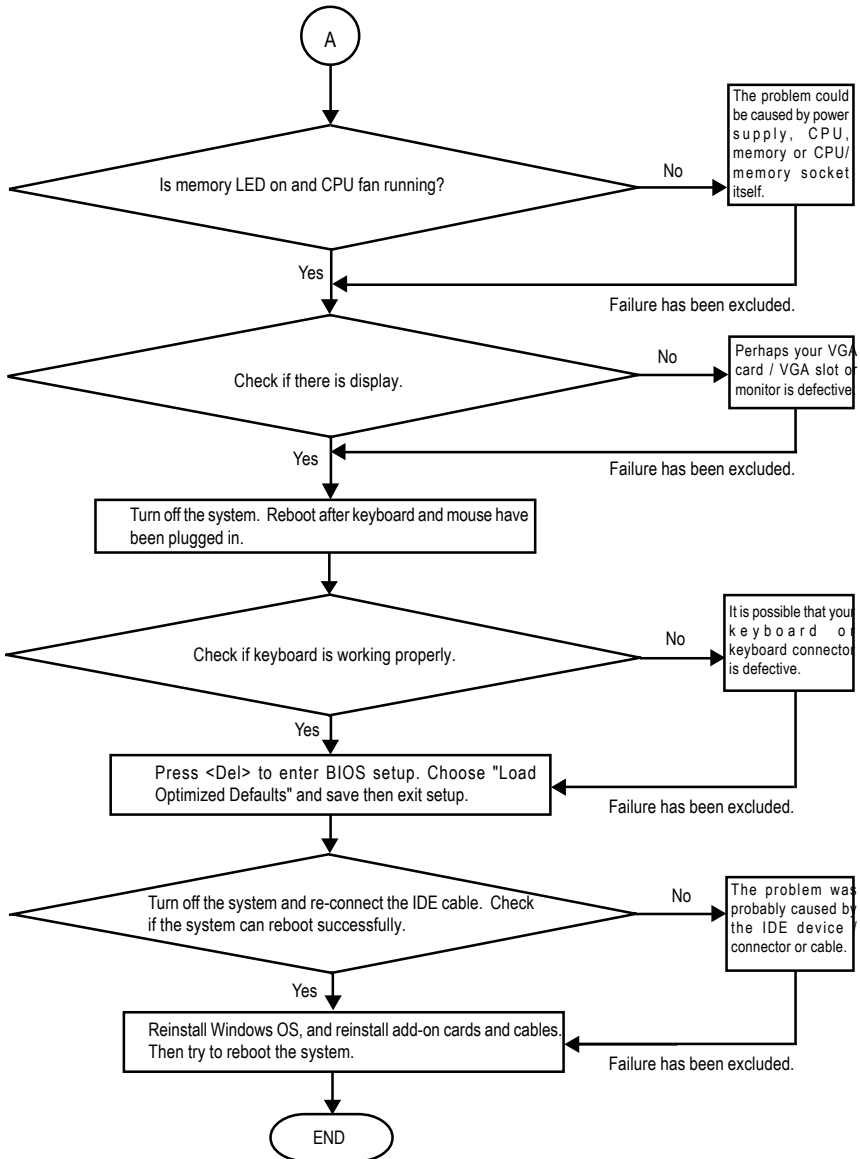 A
Is memory LED on and CPU fan running?
No
The problem could
be caused by power
supply, CPU,
memory or CPU/
memory socket
itself.
Yes
Failure has been excluded.
Check if there is display.
No
Perhaps your VGA
card / VGA slot or
monitor is defective.
Yes
Failure has been excluded.
Turn off the system. Reboot after keyboard and mouse have
been plugged in.
Check if keyboard is working properly.
No
It is possible that your
keyboard or
keyboard connector
is defective.
Yes
Press <Del> to enter BIOS setup. Choose "Load
Optimized Defaults" and save then exit setup.
Failure has been excluded.
Turn off the system and re-connect the IDE cable. Check
if the system can reboot successfully.
No
The problem was
probably caused by
the IDE device /
connector or cable.
Yes
Reinstall Windows OS, and reinstall add-on cards and cables.
Then try to reboot the system.
Failure has been excluded.
END